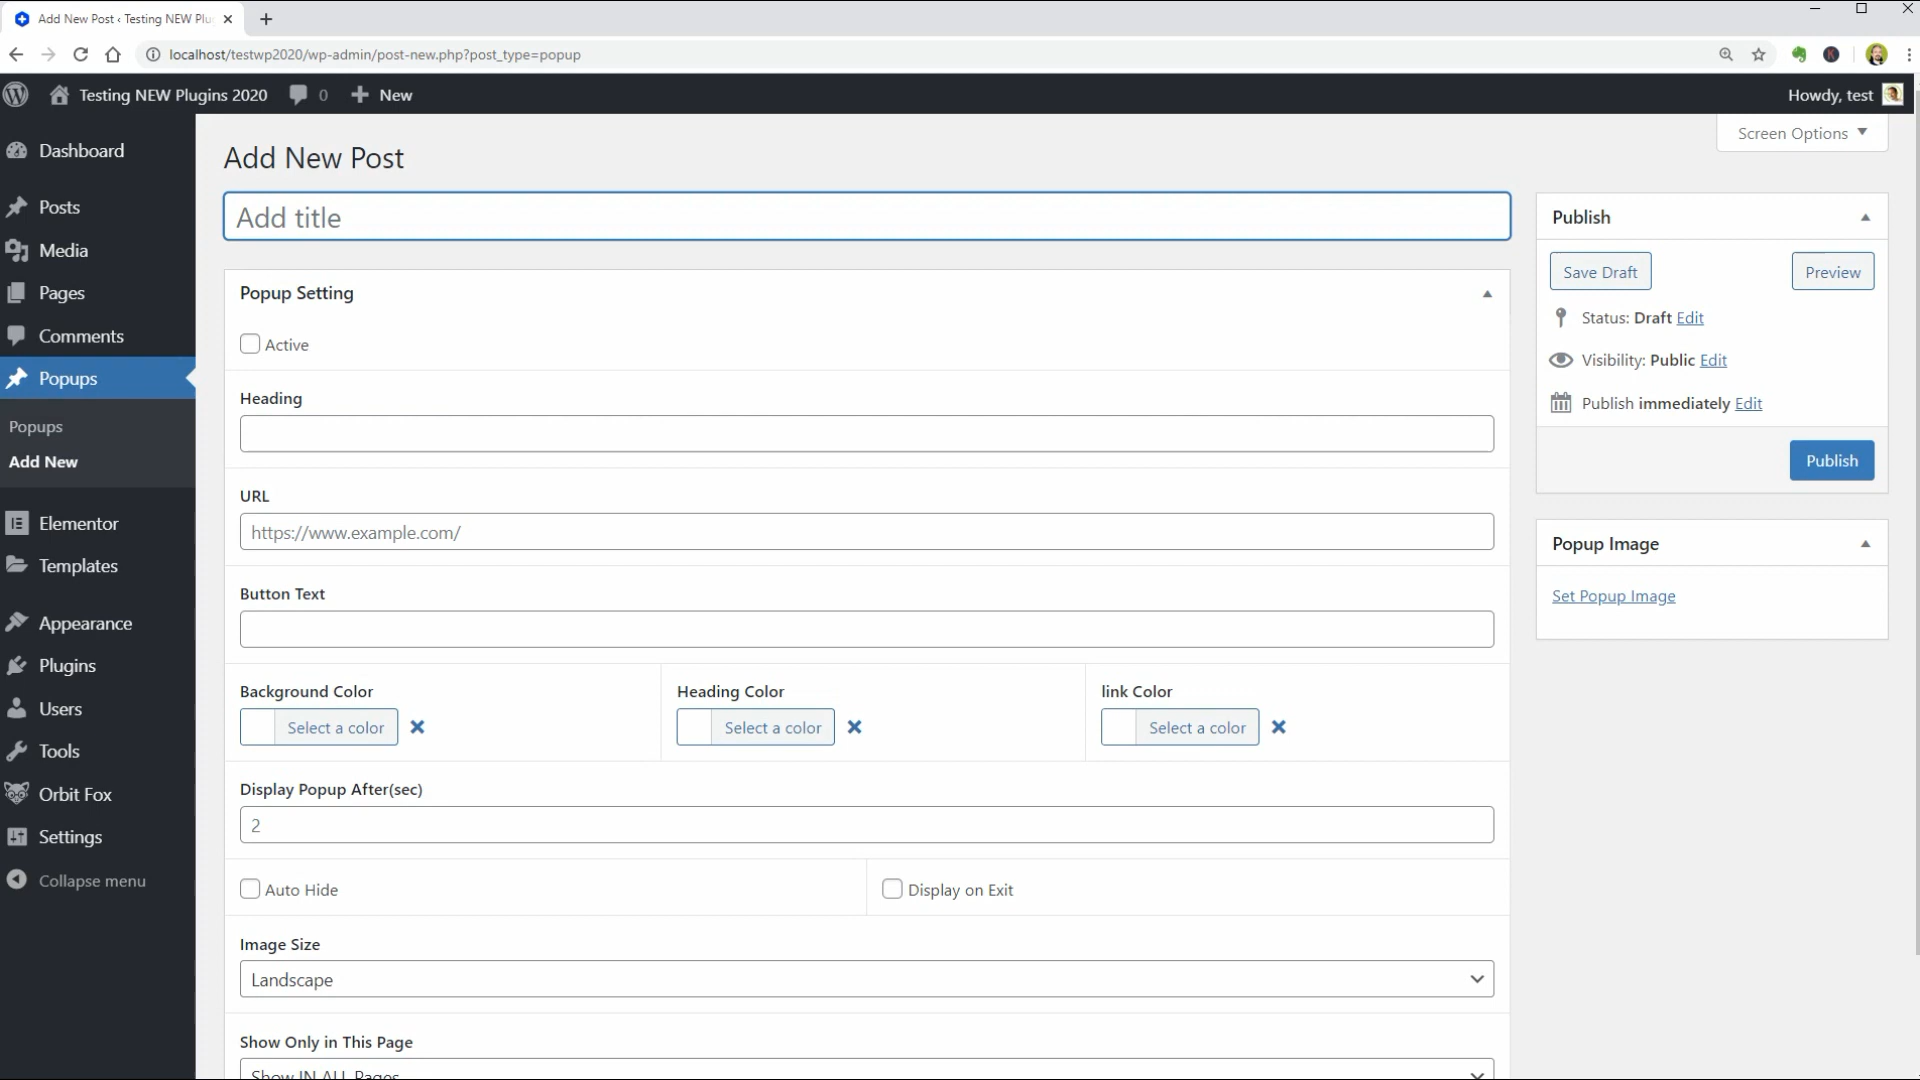 Add New Post ‹ Testing NEW Plu
localhost/testwp2020/wp-admin/post-new.php?post_type=popup
Testing NEW Plugins 2020
0
New
Howdy, test
Screen Options
Dashboard
Posts
Media
Pages
Comments
Popups
Popups
Add New
Elementor
Templates
Appearance
Plugins
Users
Tools
Orbit Fox
Settings
Collapse menu
Add New Post
Add title
Popup Setting
Active
Heading
URL
https://www.example.com/
Button Text
Background Color
Select a color
Heading Color
Select a color
link Color
Select a color
Display Popup After(sec)
2
Auto Hide
Display on Exit
Image Size
Landscape
Show Only in This Page
Show IN ALL Pages
Publish
Save Draft
Preview
Status: Draft Edit
Visibility: Public Edit
Publish immediately Edit
Publish
Popup Image
Set Popup Image